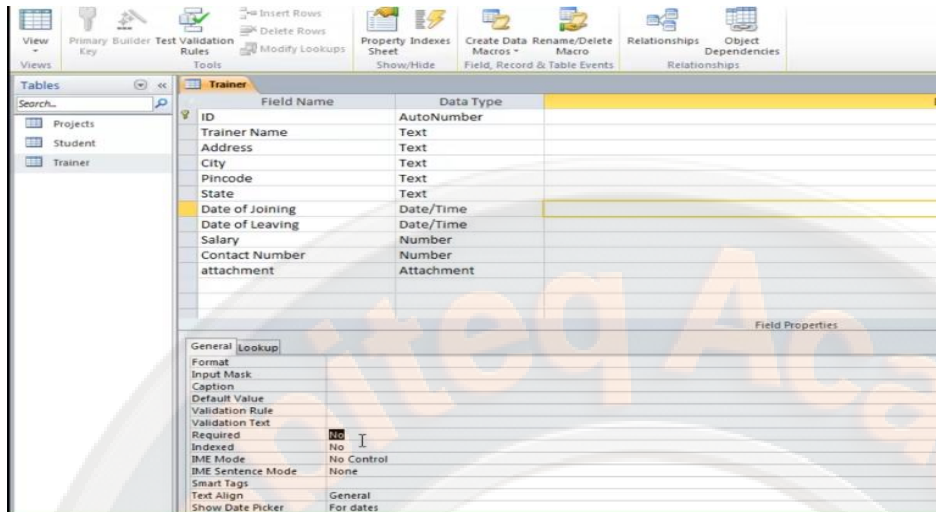 View
Primary Key
Builder
Test Validation Rules
Insert Rows
Delete Rows
Modify Lookups
Property Sheet
Indexes
Create Data Macros
Rename/Delete Macro
Relationships
Object Dependencies
Views
Tools
Show/Hide
Field, Record & Table Events
Relationships
Tables
Search...
Projects
Student
Trainer
Trainer
Field Name Data Type
ID AutoNumber
Trainer Name Text
Address Text
City Text
Pincode Text
State Text
Date of Joining Date/Time
Date of Leaving Date/Time
Salary Number
Contact Number Number
attachment Attachment
Field Properties
General Lookup
Format
Input Mask
Caption
Default Value
Validation Rule
Validation Text
Required No
Indexed No
IME Mode No Control
IME Sentence Mode None
Smart Tags
Text Align General
Show Date Picker For dates